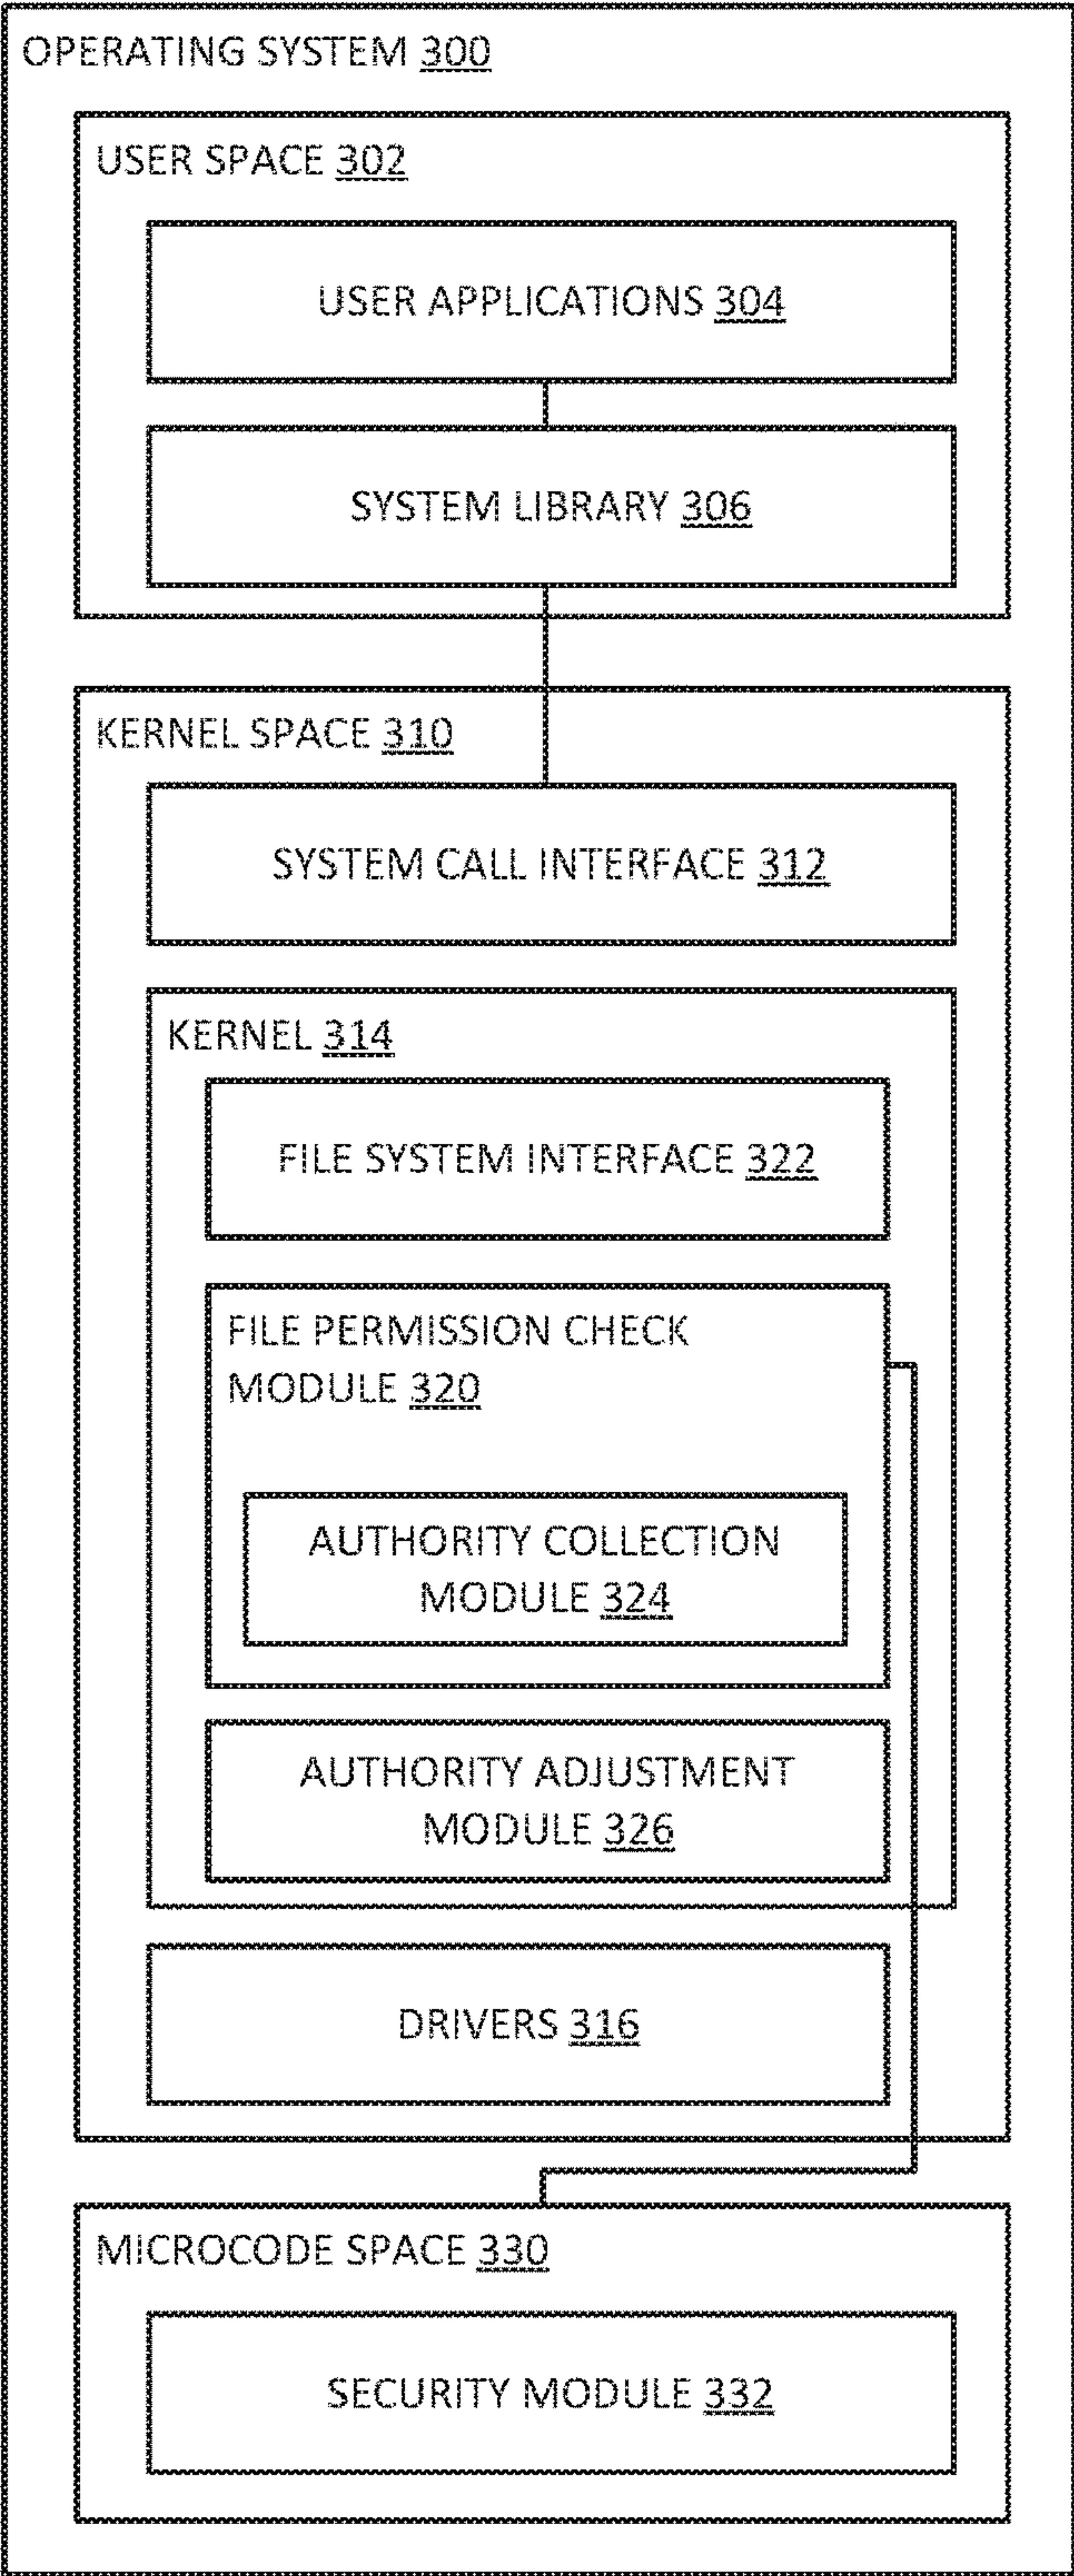 OPERATING SYSTEM 300
USER SPACE 302
USER APPLICATIONS 304
SYSTEM LIBRARY 306
KERNEL SPACE 310
SYSTEM CALL INTERFACE 312
KERNEL 314
FILE SYSTEM INTERFACE 322
FILE PERMISSION CHECK
MODULE 320
AUTHORITY COLLECTION
MODULE 324
AUTHORITY ADJUSTMENT
MODULE 326
DRIVERS 316
MICROCODE SPACE 330
SECURITY MODULE 332